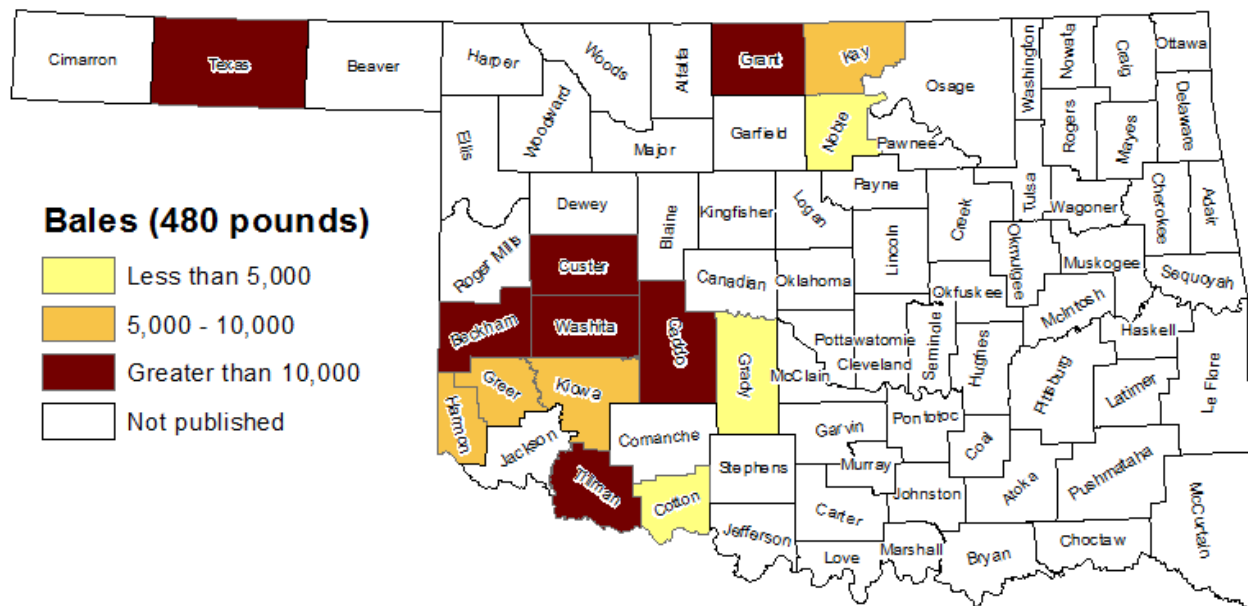 Cimarron
Texas
Beaver
Harper
Woods
Alfalfa
Grant
Kay
Osage
Washington
Nowata
Craig
Ottawa
Ellis
Woodward
Major
Garfield
Noble
Pawnee
Rogers
Mayes
Delaware
Bales (480 pounds)
Less than 5,000
5,000 - 10,000
Greater than 10,000
Not published
Roger Mills
Dewey
Blaine
Kingfisher
Logan
Payne
Lincoln
Creek
Tulsa
Wagoner
Cherokee
Adair
Custer
Canadian
Oklahoma
Okfuskee
Okmulgee
Muskogee
Sequoyah
Beckham
Washita
Caddo
Grady
McClain
Pottawatomie
Cleveland
Seminole
Hughes
McIntosh
Haskell
Pittsburg
Latimer
Le Flore
Harmon
Greer
Kiowa
Jackson
Comanche
Tillman
Cotton
Stephens
Garvin
Murray
Pontotoc
Coal
Carter
Johnston
Atoka
Pushmataha
McCurtain
Jefferson
Love
Marshall
Bryan
Choctaw